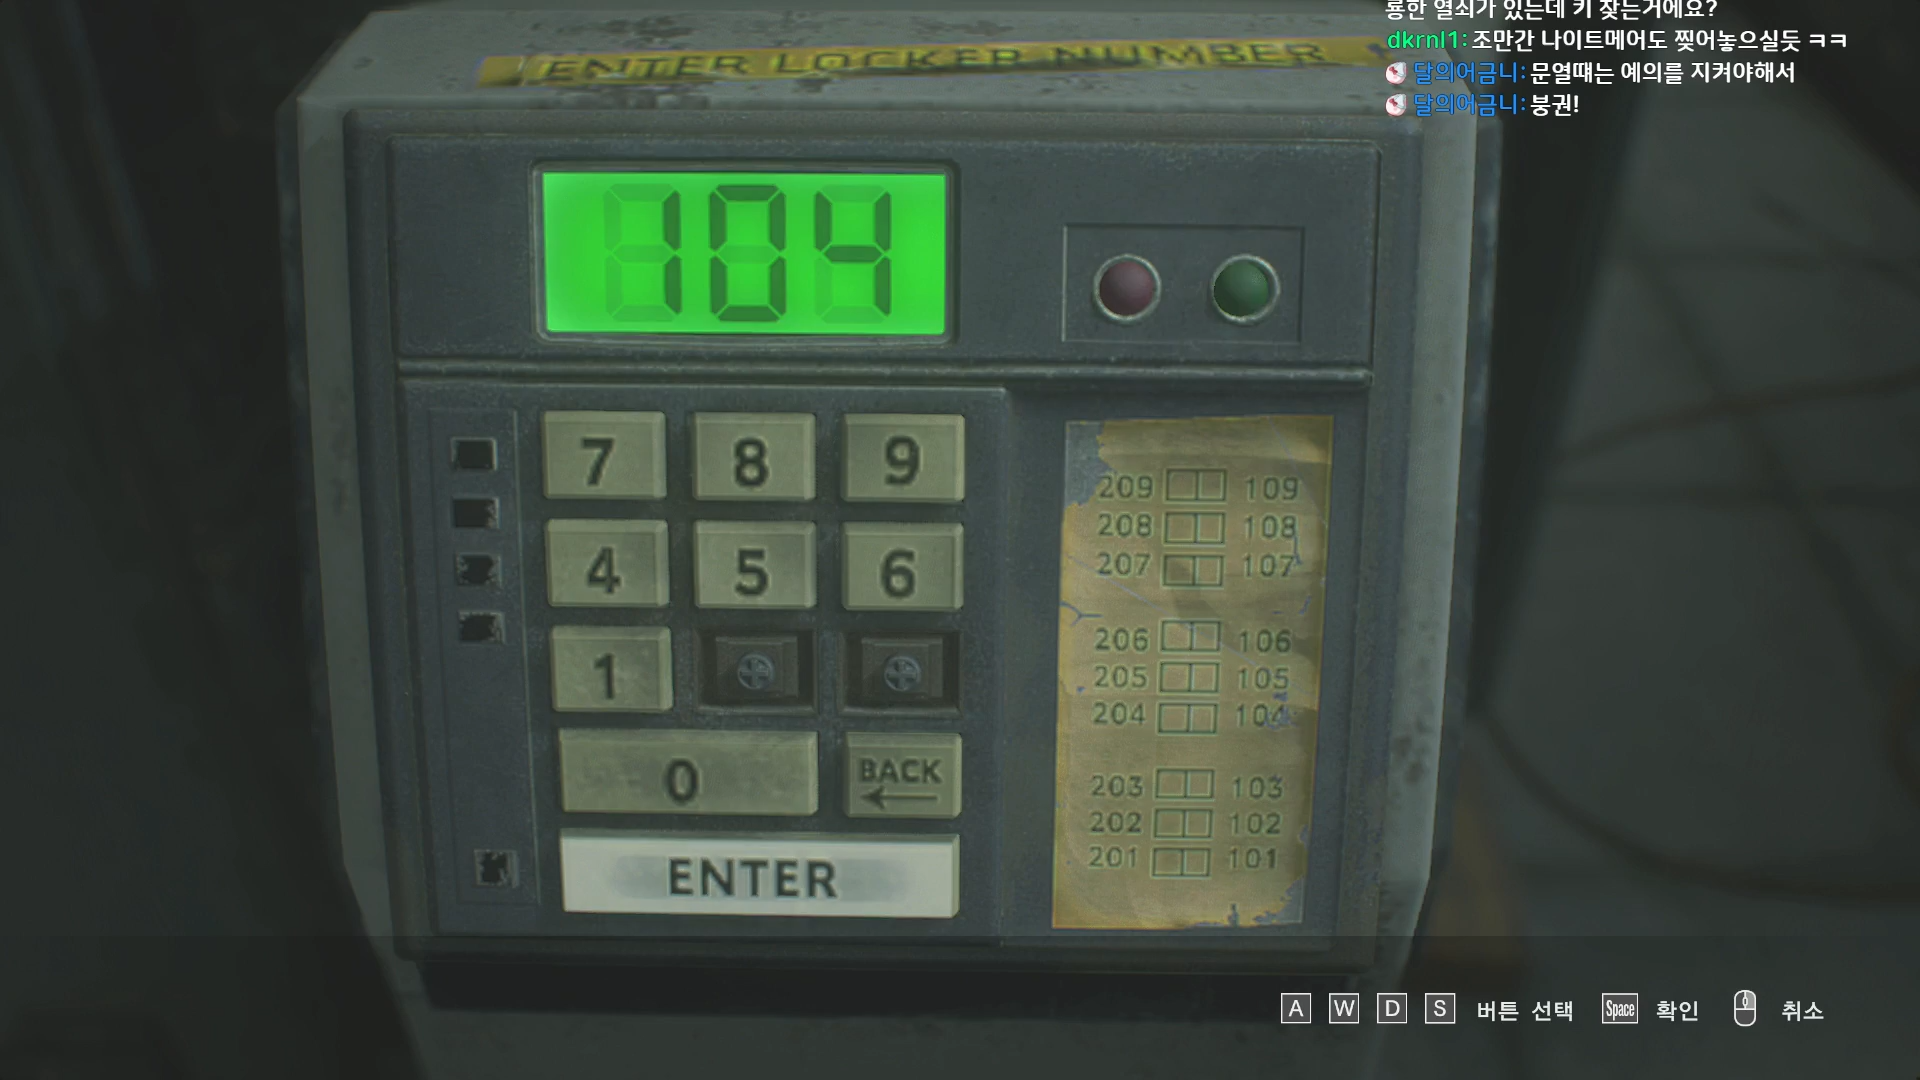 룡한 열쇠가 있는데 키 찾는거에요?
dkrnl1: 조만간 나이트메어도 찢어놓으실듯 ㅋㅋ
달의어금니: 문열때는 예의를 지켜야해서
달의어금니: 붕권!
ENTER LOCKER NUMBER
104
7 8 9
4 5 6
1
0 BACK
ENTER
209 109
208 108
207 107
206 106
205 105
204 104
203 103
202 102
201 101
A W D S 버튼 선택 Space 확인 취소